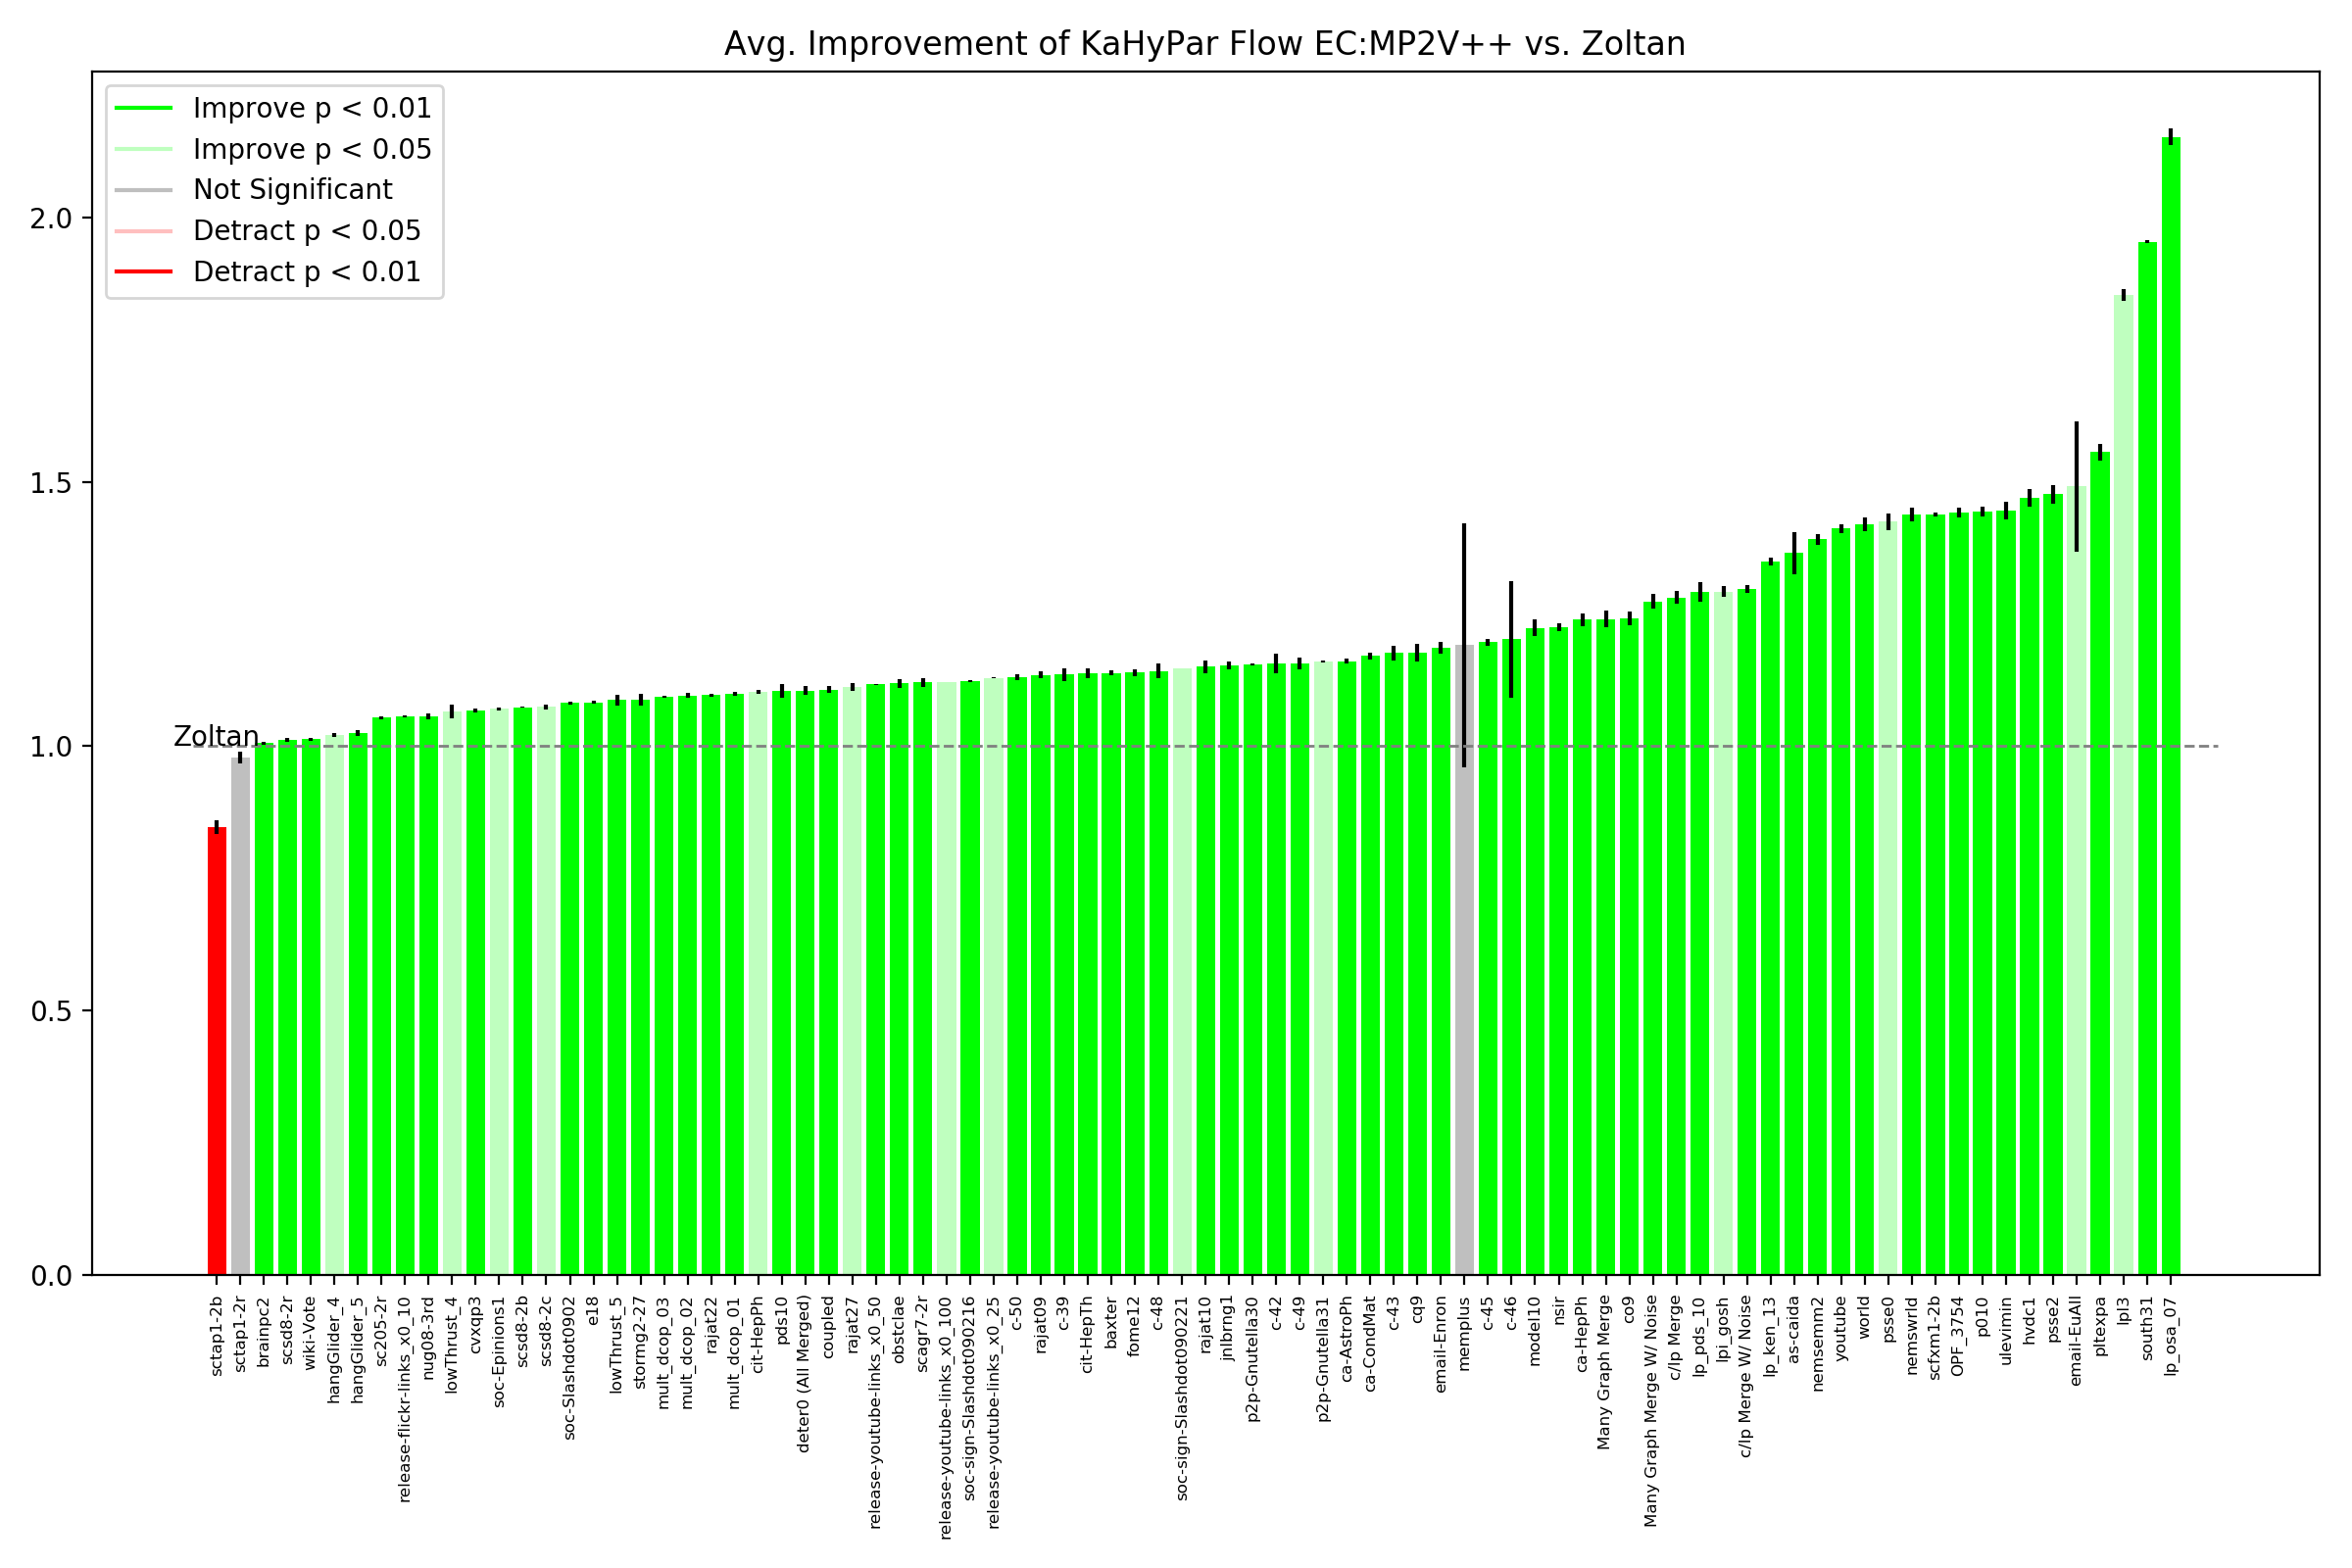 Avg. Improvement of KaHyPar Flow EC:MP2V++ vs. Zoltan
Improve p < 0.01
Improve p < 0.05
Not Significant
Detract p < 0.05
Detract p < 0.01
2.0
1.5
1.0
0.5
0.0
Zoltan
sctap1-2b
sctap1-2r
brainpc2
scsd8-2r
wiki-Vote
hangGlider_4
hangGlider_5
sc205-2r
release-flickr-links_x0_10
nug08-3rd
lowThrust_4
cvxqp3
soc-Epinions1
scsd8-2b
scsd8-2c
soc-Slashdot0902
e18
lowThrust_5
stormg2-27
mult_dcop_03
mult_dcop_02
rajat22
mult_dcop_01
cit-HepPh
pds10
deter0 (All Merged)
coupled
rajat27
release-youtube-links_x0_50
obstclae
scagr7-2r
release-youtube-links_x0_100
soc-sign-Slashdot090216
release-youtube-links_x0_25
c-50
rajat09
c-39
cit-HepTh
baxter
fome12
c-48
soc-sign-Slashdot090221
rajat10
jnlbrng1
p2p-Gnutella30
c-42
c-49
p2p-Gnutella31
ca-AstroPh
ca-CondMat
c-43
cq9
email-Enron
memplus
c-45
c-46
model10
nsir
ca-HepPh
Many Graph Merge
co9
Many Graph Merge W/ Noise
c/lp Merge
lp_pds_10
lpi_gosh
c/lp Merge W/ Noise
lp_ken_13
as-caida
nemsemm2
youtube
world
psse0
nemswrld
scfxm1-2b
OPF_3754
p010
ulevimin
hvdc1
psse2
email-EuAll
pltexpa
lpl3
south31
lp_osa_07